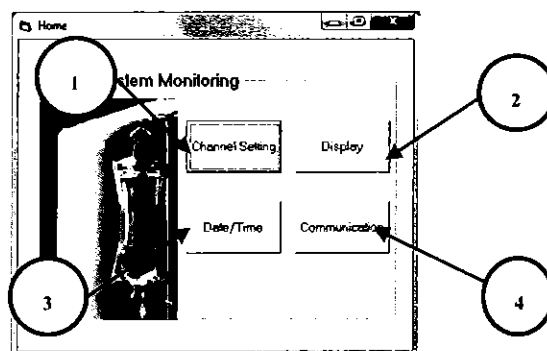 Home
1
stem Monitoring
2
Channel Setting
Display
Date/Time
Communication
3
4